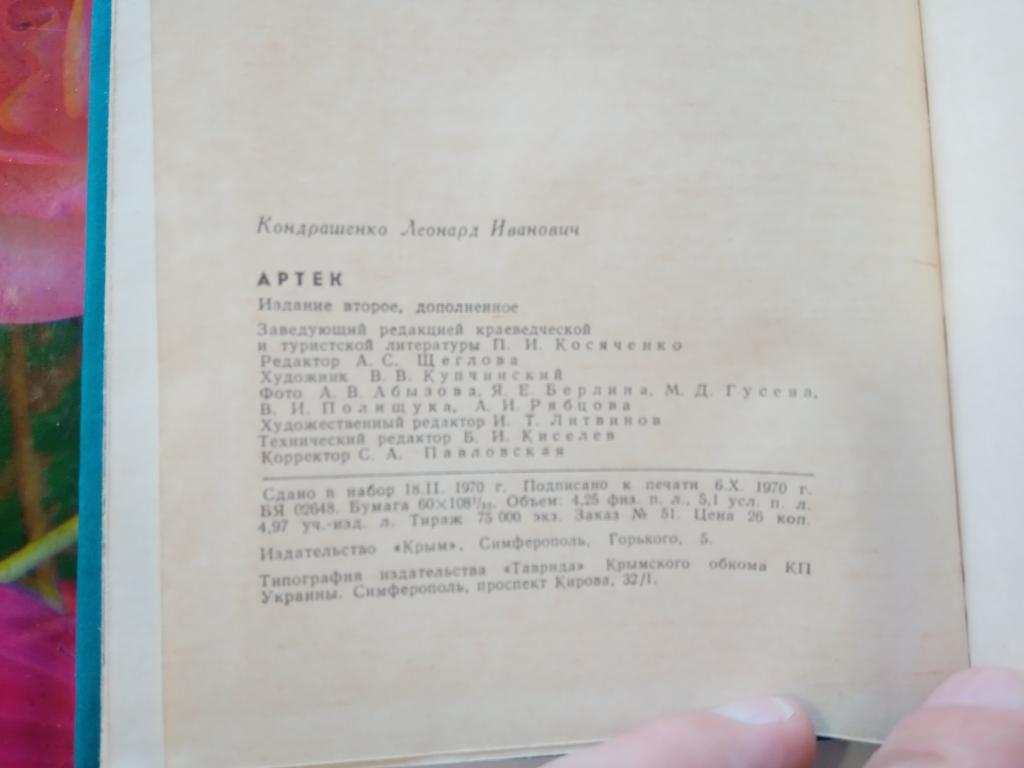 Кондрашенко Леонард Иванович
АРТЕК
Издание второе, дополненное
Заведующий редакцией краеведческой
и туристской литературы П. И. Косяченко
Редактор А. С. Щеглова
Художник В. В. Купчинский
Фото А. В. Абызова, Я. Е. Берлина, М. Д. Гусева,
В. И. Полищука, А. И. Рябцова
Художественный редактор И. Т. Литвинов
Технический редактор Б. И. Киселев
Корректор С. А. Павловская
Сдано в набор 18.II. 1970 г. Подписано к печати 6.X. 1970 г.
БЯ 02648. Бумага 60×108¹/₃₂. Объем: 4,25 физ. п. л., 5,1 усл. п. л.
4,97 уч.-изд. л. Тираж 75 000 экз. Заказ № 51. Цена 26 коп.
Издательство «Крым», Симферополь, Горького, 5.
Типография издательства «Таврида» Крымского обкома КП
Украины. Симферополь, проспект Кирова, 32/1.